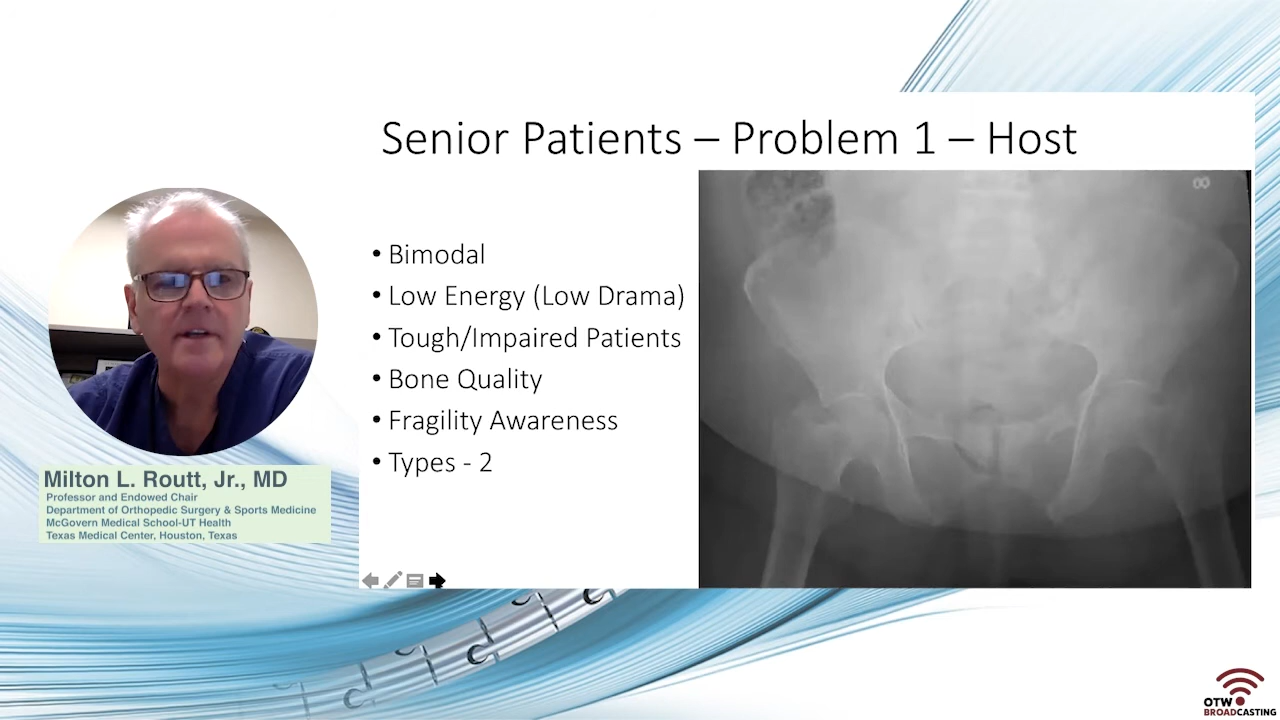 Senior Patients – Problem 1 – Host
• Bimodal
• Low Energy (Low Drama)
• Tough/Impaired Patients
• Bone Quality
• Fragility Awareness
• Types - 2
Milton L. Routt, Jr., MD
Professor and Endowed Chair
Department of Orthopedic Surgery & Sports Medicine
McGovern Medical School-UT Health
Texas Medical Center, Houston, Texas
OTW
BROADCASTING